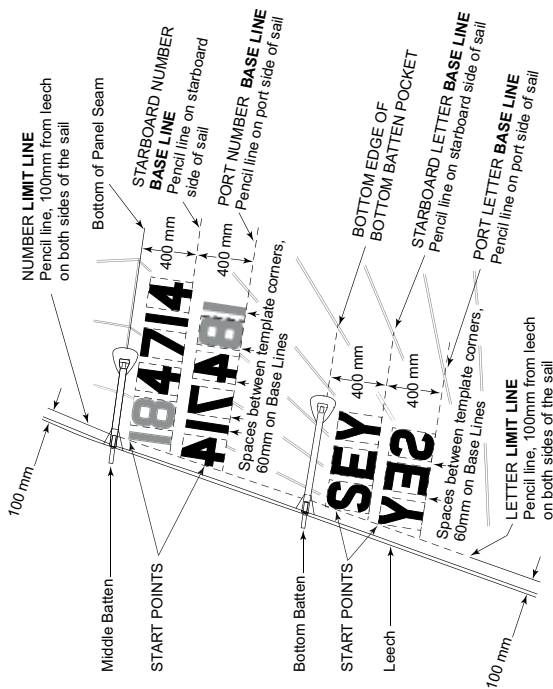 NUMBER LIMIT LINE
Pencil line, 100mm from leech
on both sides of the sail
Bottom of Panel Seam
STARBOARD NUMBER
BASE LINE
Pencil line on starboard
side of sail
PORT NUMBER BASE LINE
Pencil line on port side of sail
100 mm
400 mm
400 mm
184714
184714
Spaces between template corners,
60mm on Base Lines
Middle Batten
START POINTS
BOTTOM EDGE OF
BOTTOM BATTEN POCKET
STARBOARD LETTER BASE LINE
Pencil line on starboard side of sail
PORT LETTER BASE LINE
Pencil line on port side of sail
400 mm
400 mm
SEY
SEY
Spaces between template corners,
60mm on Base Lines
Bottom Batten
START POINTS
Leech
LETTER LIMIT LINE
Pencil line, 100mm from leech
on both sides of the sail
100 mm